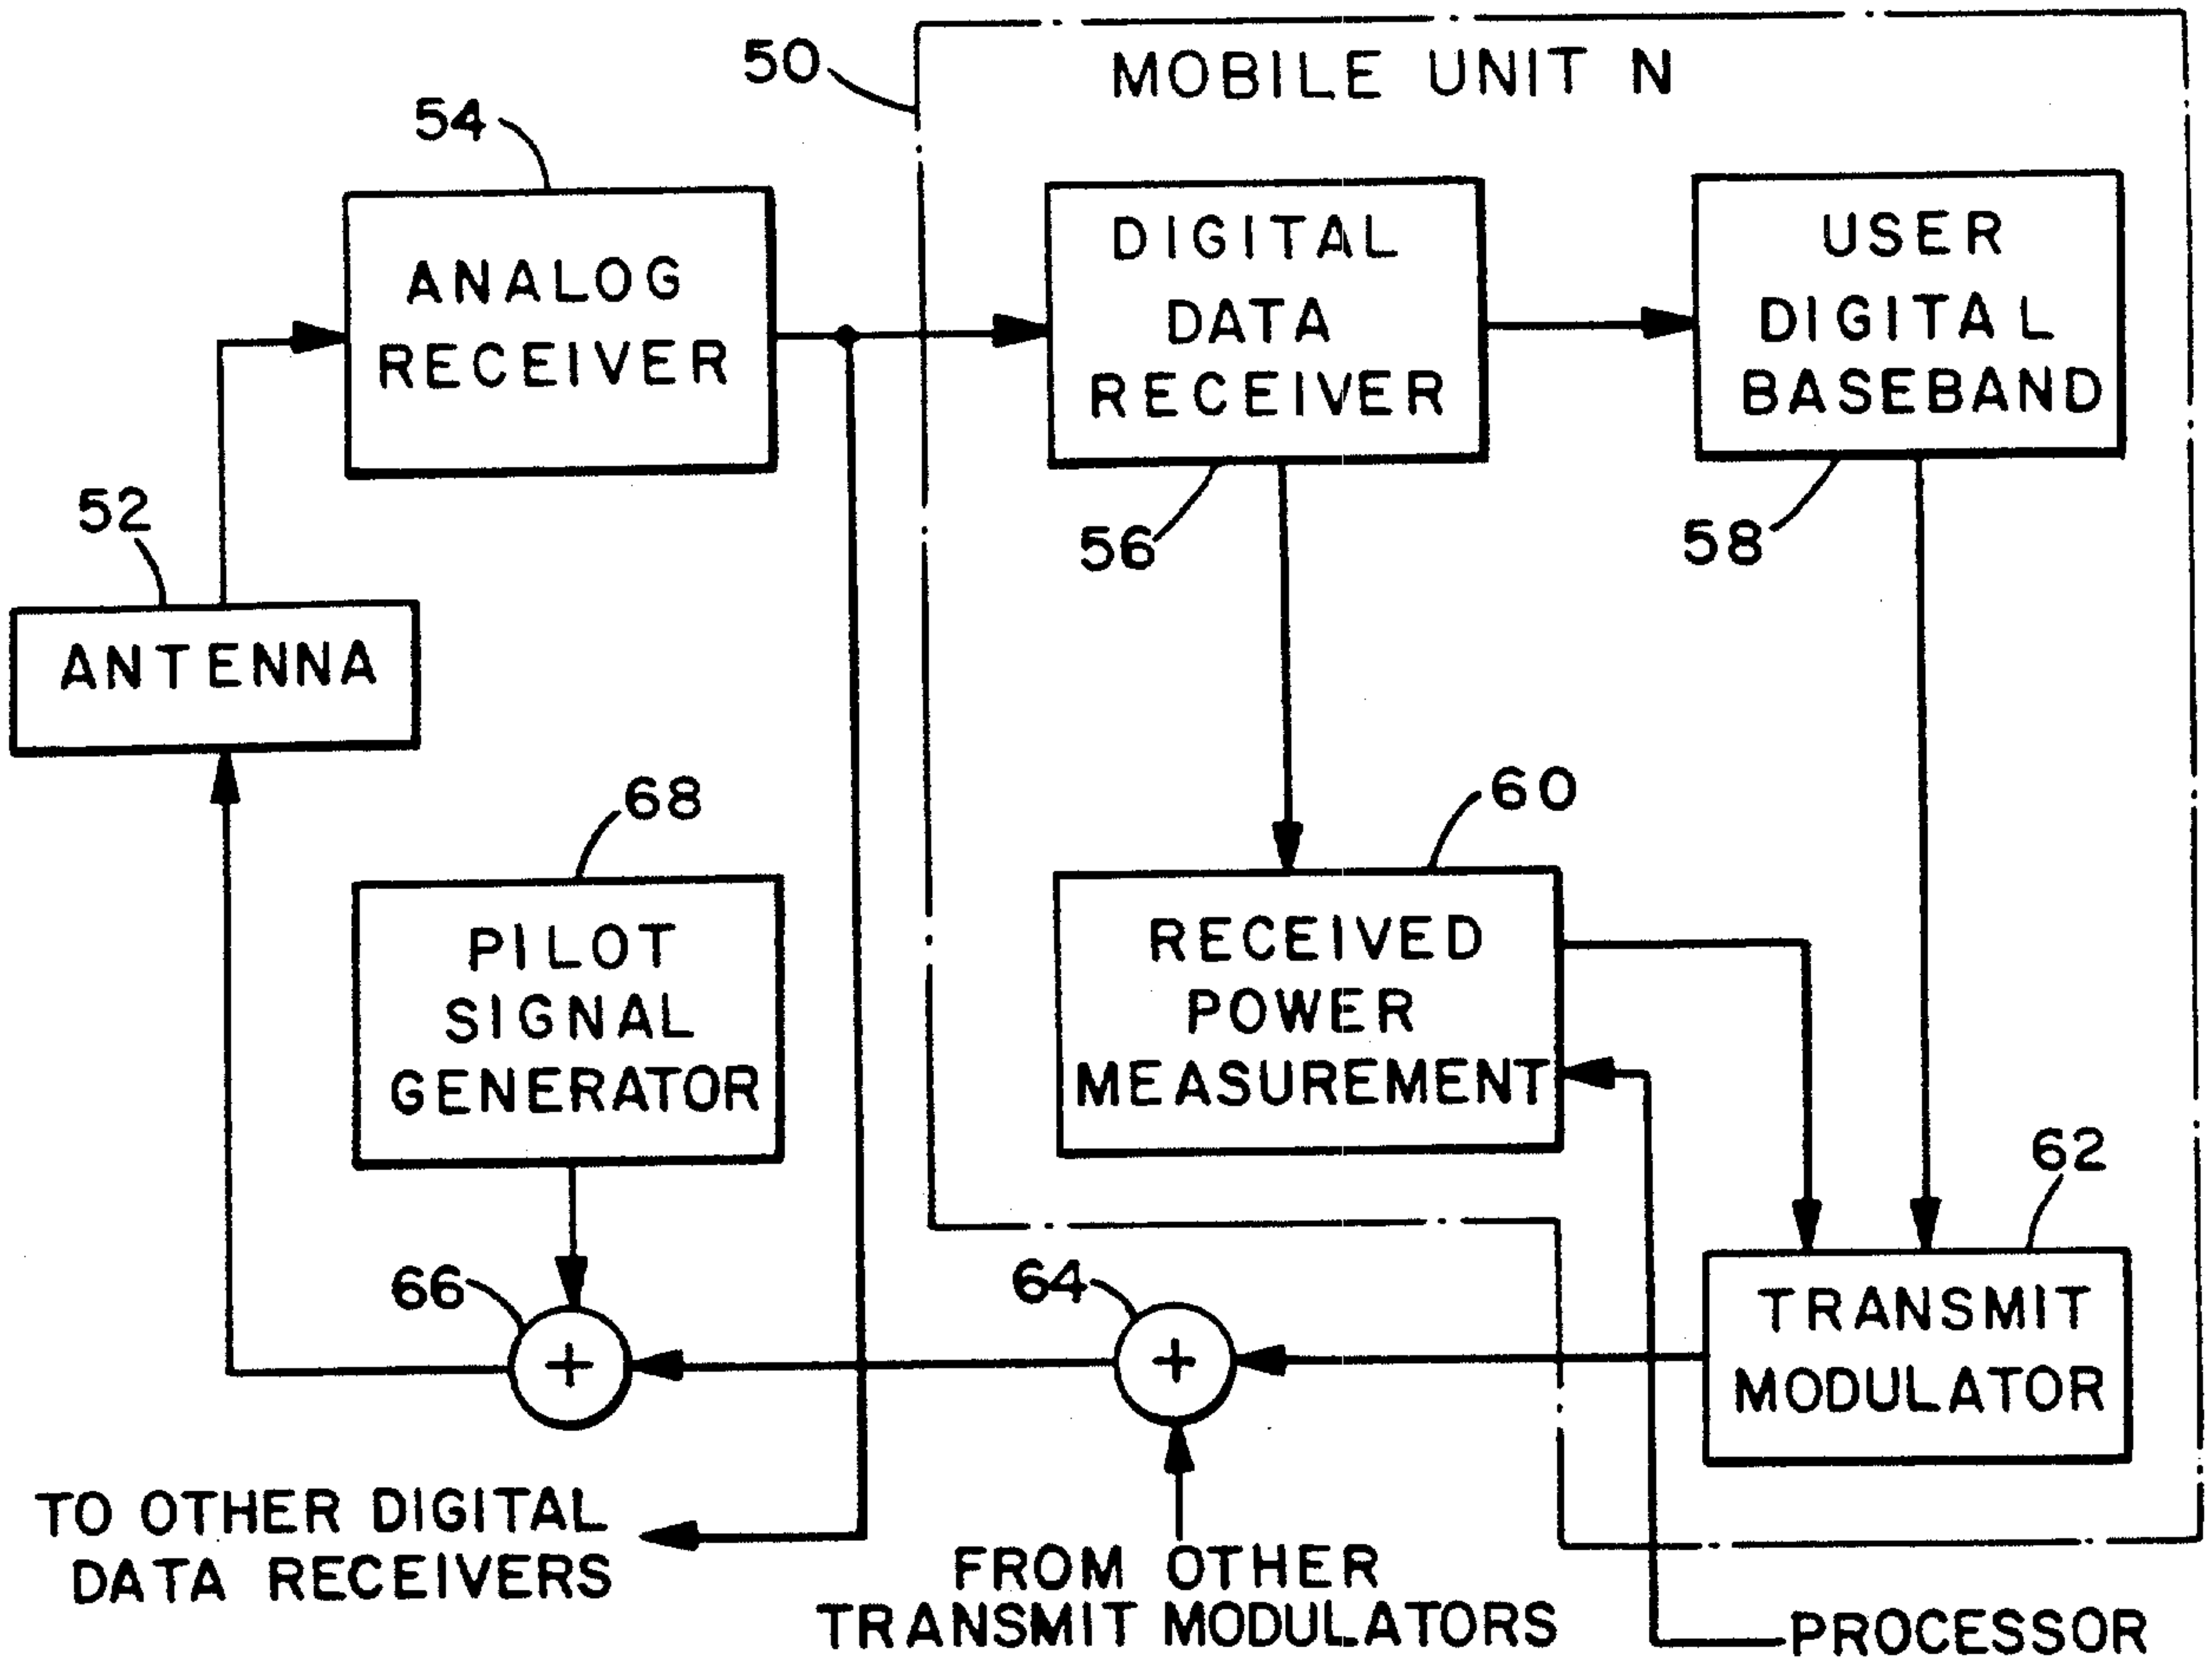 50
MOBILE UNIT N
54
ANALOG
RECEIVER
DIGITAL
DATA
RECEIVER
USER
DIGITAL
BASEBAND
52
56
58
ANTENNA
68
60
PILOT
SIGNAL
GENERATOR
RECEIVED
POWER
MEASUREMENT
62
66
+
64
+
TRANSMIT
MODULATOR
TO OTHER DIGITAL
DATA RECEIVERS
FROM OTHER
TRANSMIT MODULATORS
PROCESSOR